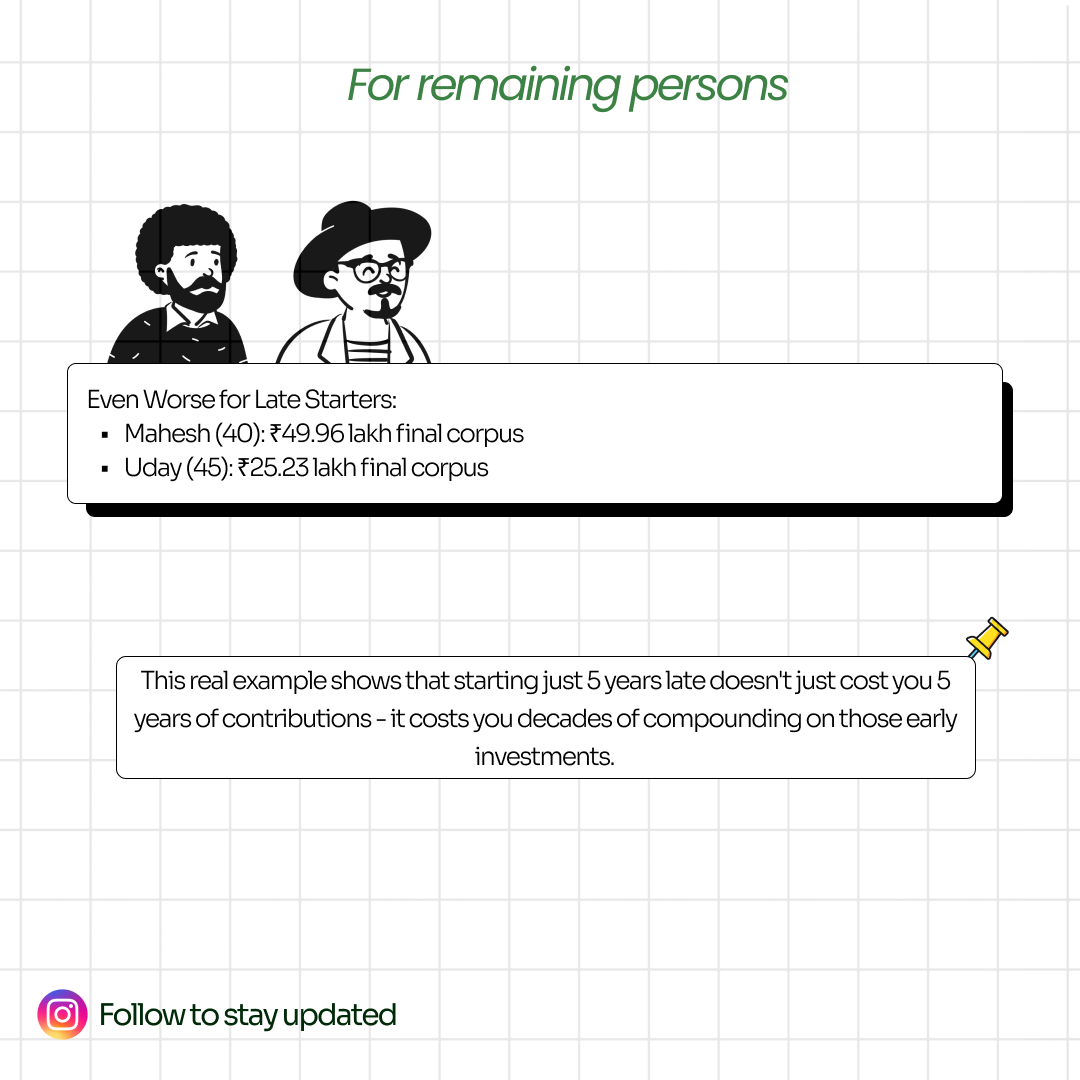 For remaining persons
Even Worse for Late Starters:
▪ Mahesh (40): ₹49.96 lakh final corpus
▪ Uday (45): ₹25.23 lakh final corpus
This real example shows that starting just 5 years late doesn't just cost you 5
years of contributions - it costs you decades of compounding on those early
investments.
Follow to stay updated